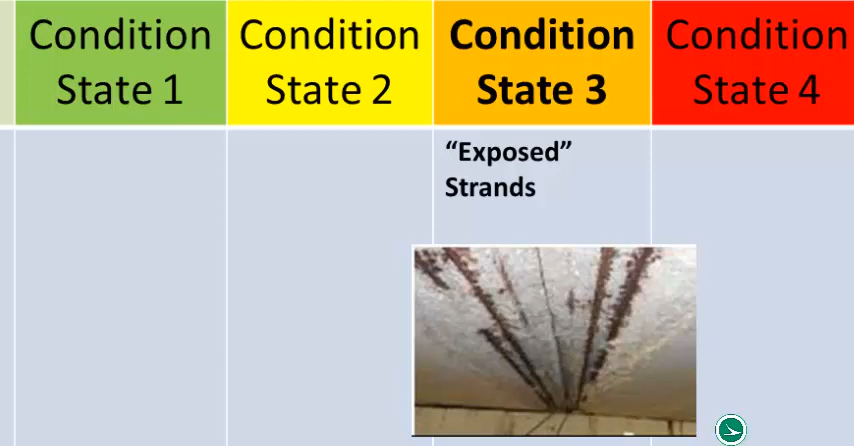 Condition
State 1
Condition
State 2
Condition
State 3
Condition
State 4
“Exposed”
Strands